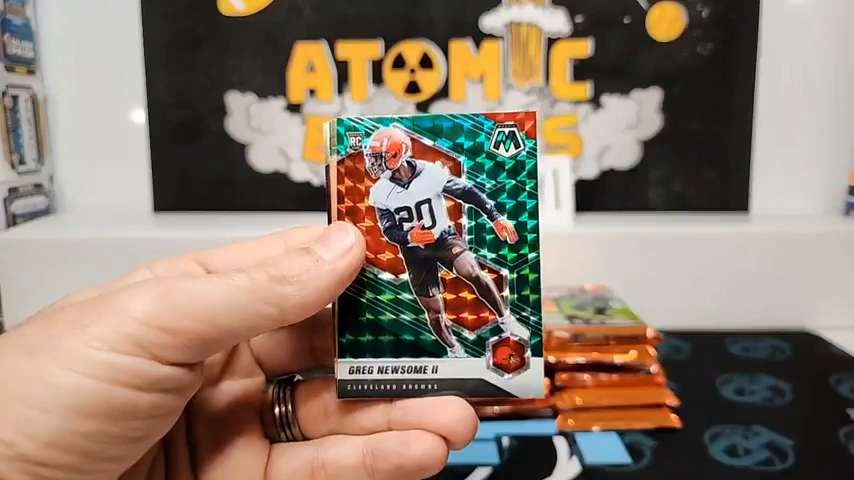 ATOMIC
RC
M
20
GREG NEWSOME II
CLEVELAND BROWNS